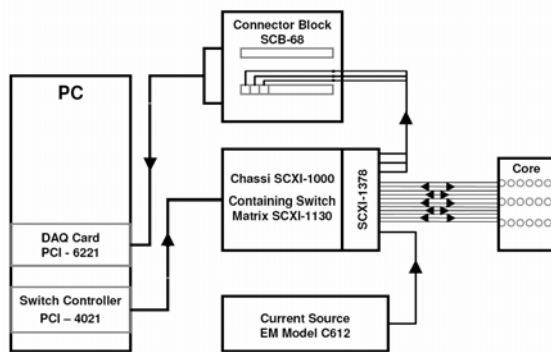 Connector Block
SCB-68
PC
Chassi SCXI-1000
Containing Switch
Matrix SCXI-1130
SCXI-1378
Core
DAQ Card
PCI - 6221
Switch Controller
PCI – 4021
Current Source
EM Model C612